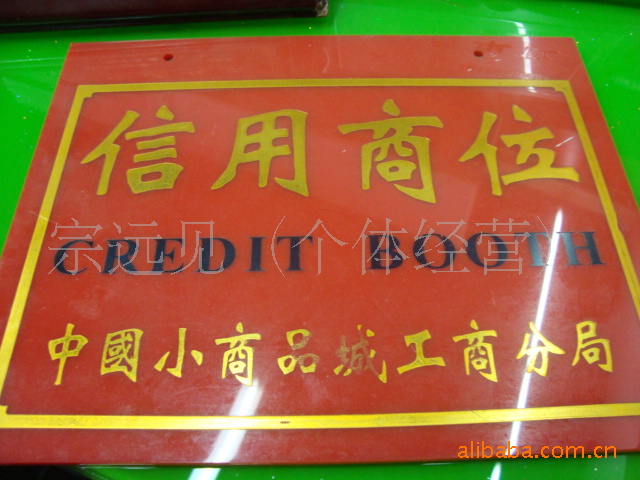 信用商位
宗远见（个体经营）
CREDIT BOOTH
中國小商品城工商分局
alibaba.com.cn